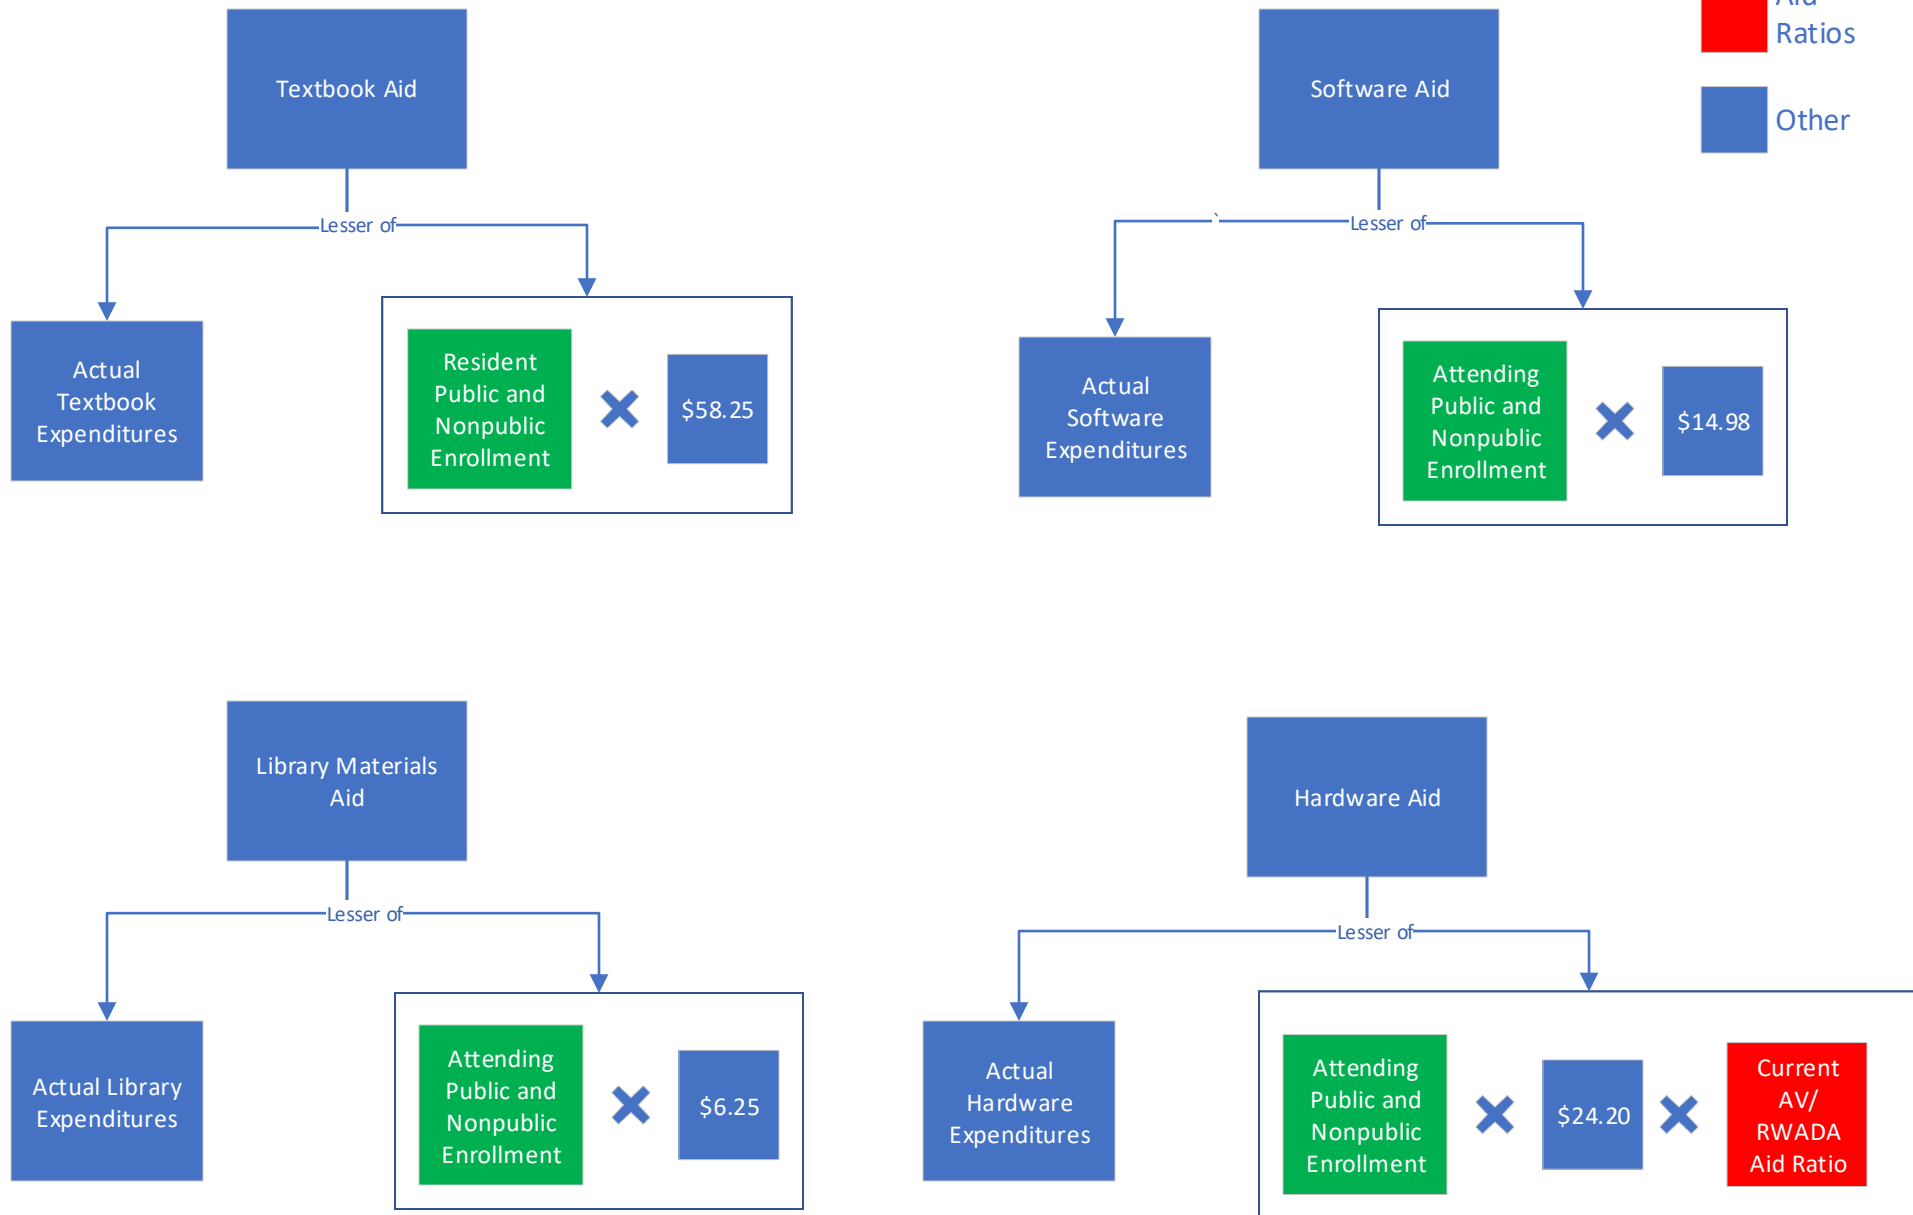 Aid
Ratios
Other
Textbook Aid
Lesser of
Actual
Textbook
Expenditures
Resident
Public and
Nonpublic
Enrollment
$58.25
Software Aid
`
Lesser of
Actual
Software
Expenditures
Attending
Public and
Nonpublic
Enrollment
$14.98
Library Materials
Aid
Lesser of
Actual Library
Expenditures
Attending
Public and
Nonpublic
Enrollment
$6.25
Hardware Aid
Lesser of
Actual
Hardware
Expenditures
Attending
Public and
Nonpublic
Enrollment
$24.20
Current
AV/
RWADA
Aid Ratio